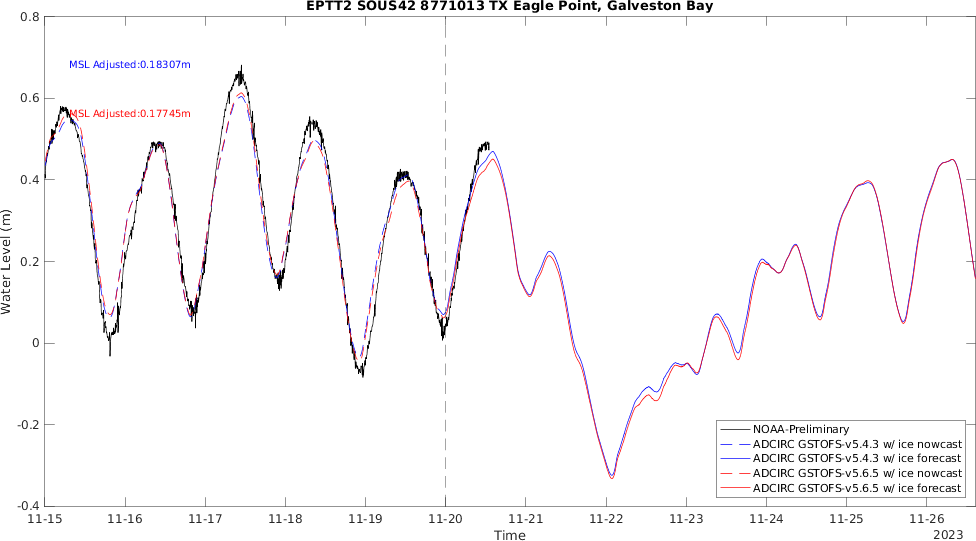 EPTT2 SOUS42 8771013 TX Eagle Point, Galveston Bay
0.8
MSL Adjusted:0.18307m
0.6
MSL Adjusted:0.17745m
0.4
0.2
0
-0.2
-0.4
Water Level (m)
NOAA-Preliminary
ADCIRC GSTOFS-v5.4.3 w/ ice nowcast
ADCIRC GSTOFS-v5.4.3 w/ ice forecast
ADCIRC GSTOFS-v5.6.5 w/ ice nowcast
ADCIRC GSTOFS-v5.6.5 w/ ice forecast
11-15 11-16 11-17 11-18 11-19 11-20 11-21 11-22 11-23 11-24 11-25 11-26
Time
2023